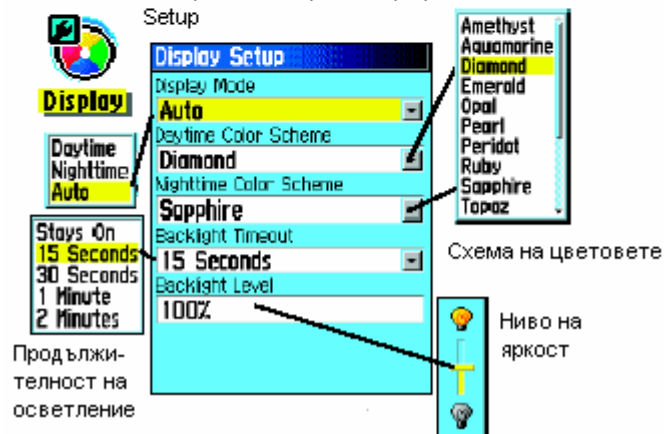 Setup
Display
Daytime
Nighttime
Auto
Stays On
15 Seconds
30 Seconds
1 Minute
2 Minutes
Продължи-
телност на
осветление
Display Setup
Display Mode
Auto
Daytime Color Scheme
Diamond
Nighttime Color Scheme
Sapphire
Backlight Timeout
15 Seconds
Backlight Level
100%
Amethyst
Aquamarine
Diamond
Emerald
Opal
Pearl
Peridot
Ruby
Sapphire
Topaz
Схема на цветовете
Ниво на
яркост